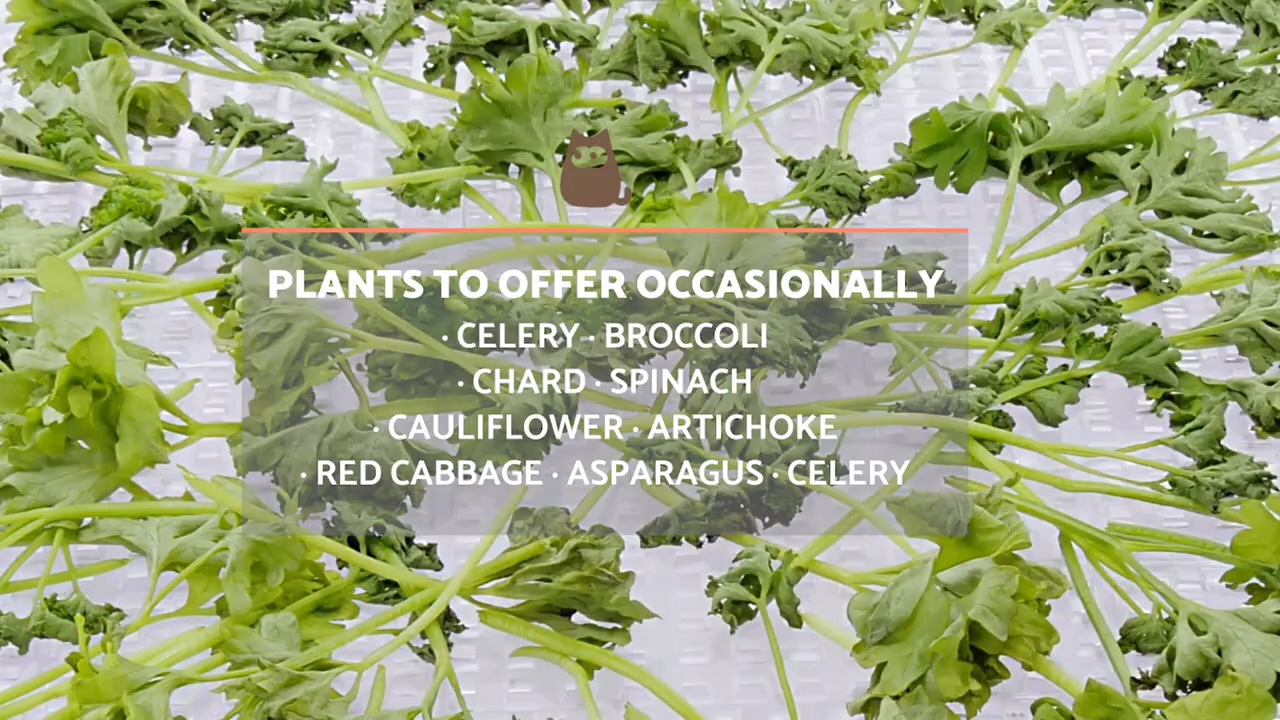 PLANTS TO OFFER OCCASIONALLY
· CELERY · BROCCOLI
· CHARD · SPINACH
· CAULIFLOWER · ARTICHOKE
· RED CABBAGE · ASPARAGUS · CELERY